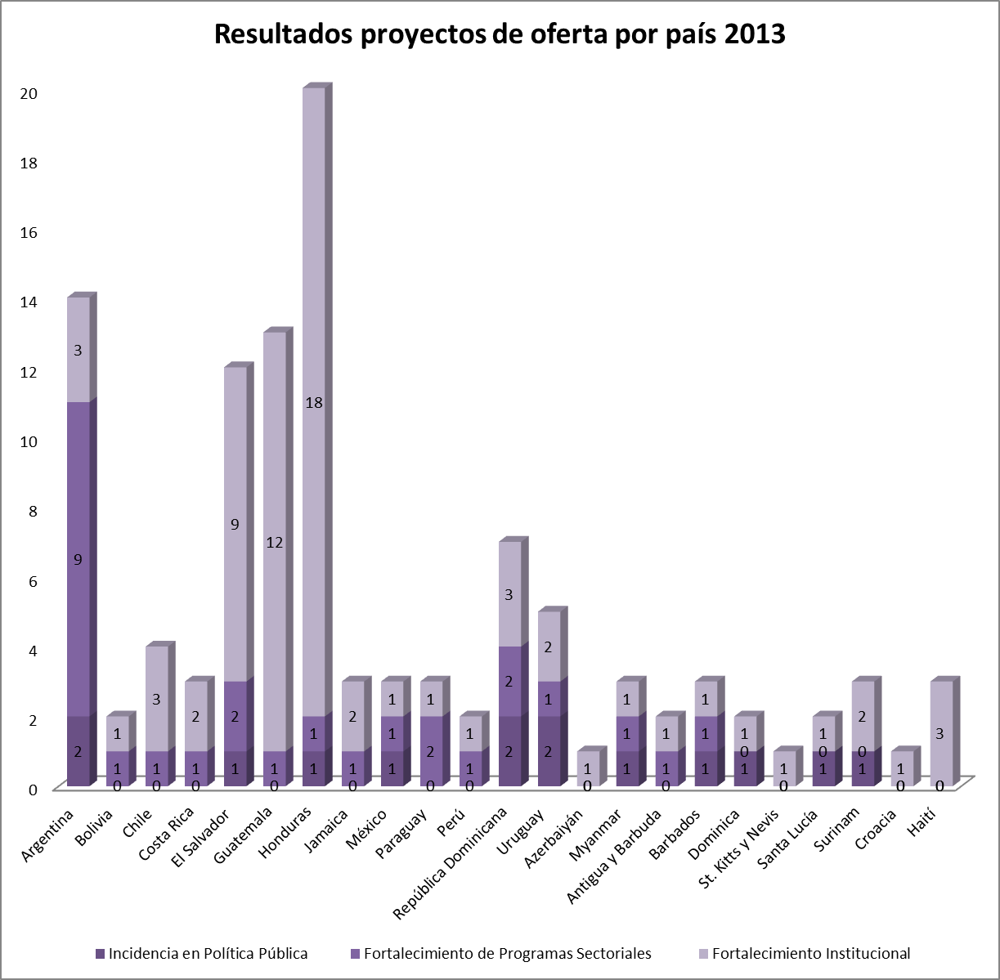 Resultados proyectos de oferta por país 2013
20
18
16
14
12
10
8
6
4
2
0
3
9
2
1
1
0
3
1
0
2
1
0
9
2
1
12
1
0
18
1
1
2
1
0
1
1
1
1
2
0
1
1
0
3
2
2
2
1
2
1
0
1
1
1
1
1
0
1
1
1
1
0
1
1
0
1
0
1
2
0
1
1
0
3
0
Argentina
Bolivia
Chile
Costa Rica
El Salvador
Guatemala
Honduras
Jamaica
México
Paraguay
Perú
República Dominicana
Uruguay
Azerbaiyán
Myanmar
Antigua y Barbuda
Barbados
Dominica
St. Kitts y Nevis
Santa Lucía
Surinam
Croacia
Haití
Incidencia en Política Pública
Fortalecimiento de Programas Sectoriales
Fortalecimiento Institucional